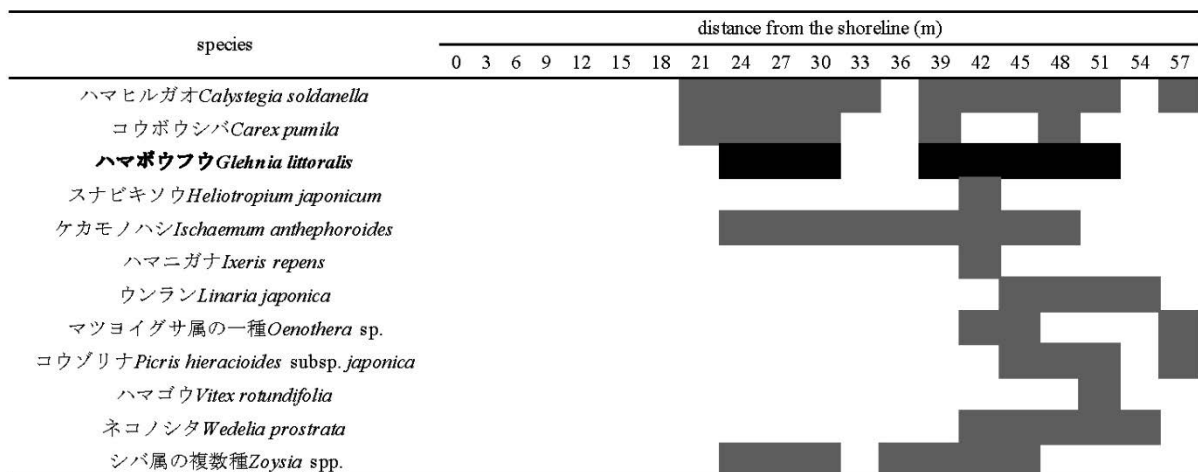 species
distance from the shoreline (m)
0 3 6 9 12 15 18 21 24 27 30 33 36 39 42 45 48 51 54 57
ハマヒルガオCalystegia soldanella
コウボウシバCarex pumila
ハマボウフウGlehnia littoralis
スナビキソウHeliotropium japonicum
ケカモノハシIschaemum anthephoroides
ハマニガナIxeris repens
ウンランLinaria japonica
マツヨイグサ属の一種Oenothera sp.
コウゾリナPicris hieracioides subsp. japonica
ハマゴウVitex rotundifolia
ネコノシタWedelia prostrata
シバ属の複数種Zoysia spp.